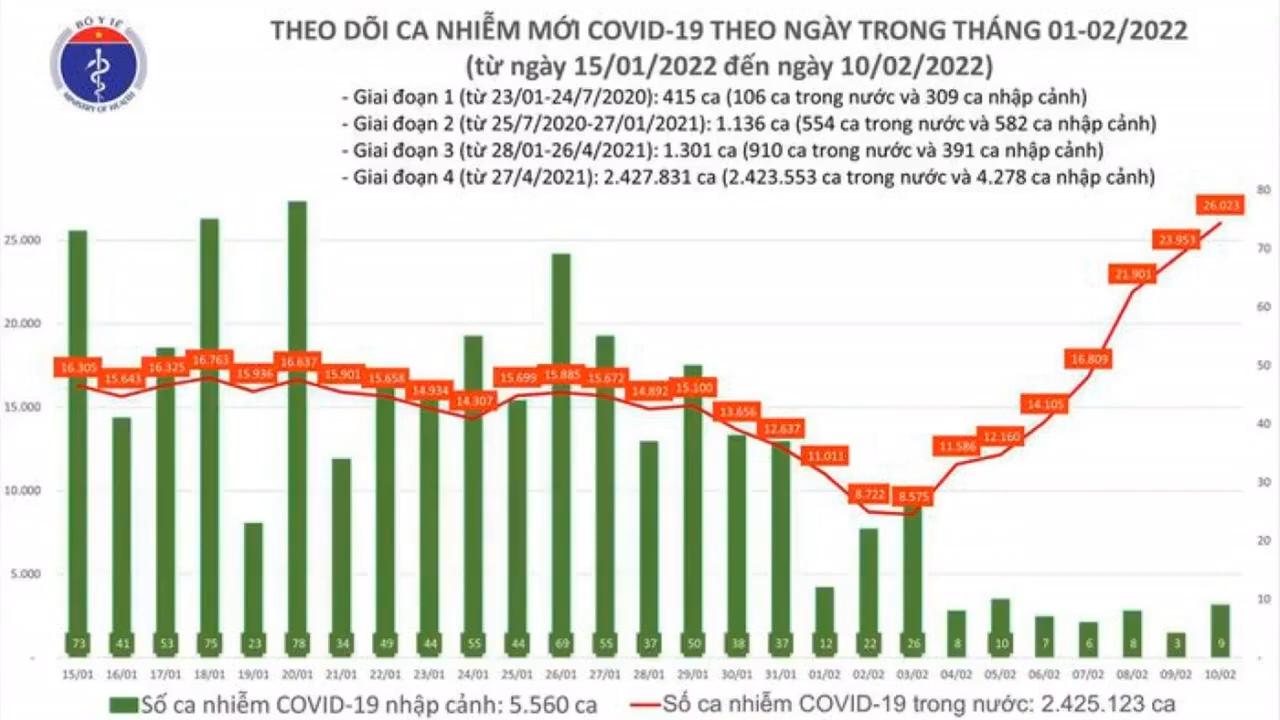 BỘ Y TẾ
MINISTRY OF HEALTH
THEO DÕI CA NHIỄM MỚI COVID-19 THEO NGÀY TRONG THÁNG 01-02/2022
(từ ngày 15/01/2022 đến ngày 10/02/2022)
- Giai đoạn 1 (từ 23/01-24/7/2020): 415 ca (106 ca trong nước và 309 ca nhập cảnh)
- Giai đoạn 2 (từ 25/7/2020-27/01/2021): 1.136 ca (554 ca trong nước và 582 ca nhập cảnh)
- Giai đoạn 3 (từ 28/01-26/4/2021): 1.301 ca (910 ca trong nước và 391 ca nhập cảnh)
- Giai đoạn 4 (từ 27/4/2021): 2.427.831 ca (2.423.553 ca trong nước và 4.278 ca nhập cảnh)
25.000
20.000
15.000
10.000
5.000
-
80
70
60
50
40
30
20
10
-
16.305 15.643 16.325 16.763 15.936 16.637 15.901 15.658 14.934 14.307 15.699 15.885 15.672 14.892 15.100 13.656 12.637 11.011 8.722 8.575 11.586 12.160 14.105 16.809 21.901 23.953 26.023
73 41 53 75 23 78 34 49 44 55 44 69 55 37 50 38 37 12 22 26 8 10 7 6 8 3 9
15/01 16/01 17/01 18/01 19/01 20/01 21/01 22/01 23/01 24/01 25/01 26/01 27/01 28/01 29/01 30/01 31/01 01/02 02/02 03/02 04/02 05/02 06/02 07/02 08/02 09/02 10/02
Số ca nhiễm COVID-19 nhập cảnh: 5.560 ca
Số ca nhiễm COVID-19 trong nước: 2.425.123 ca